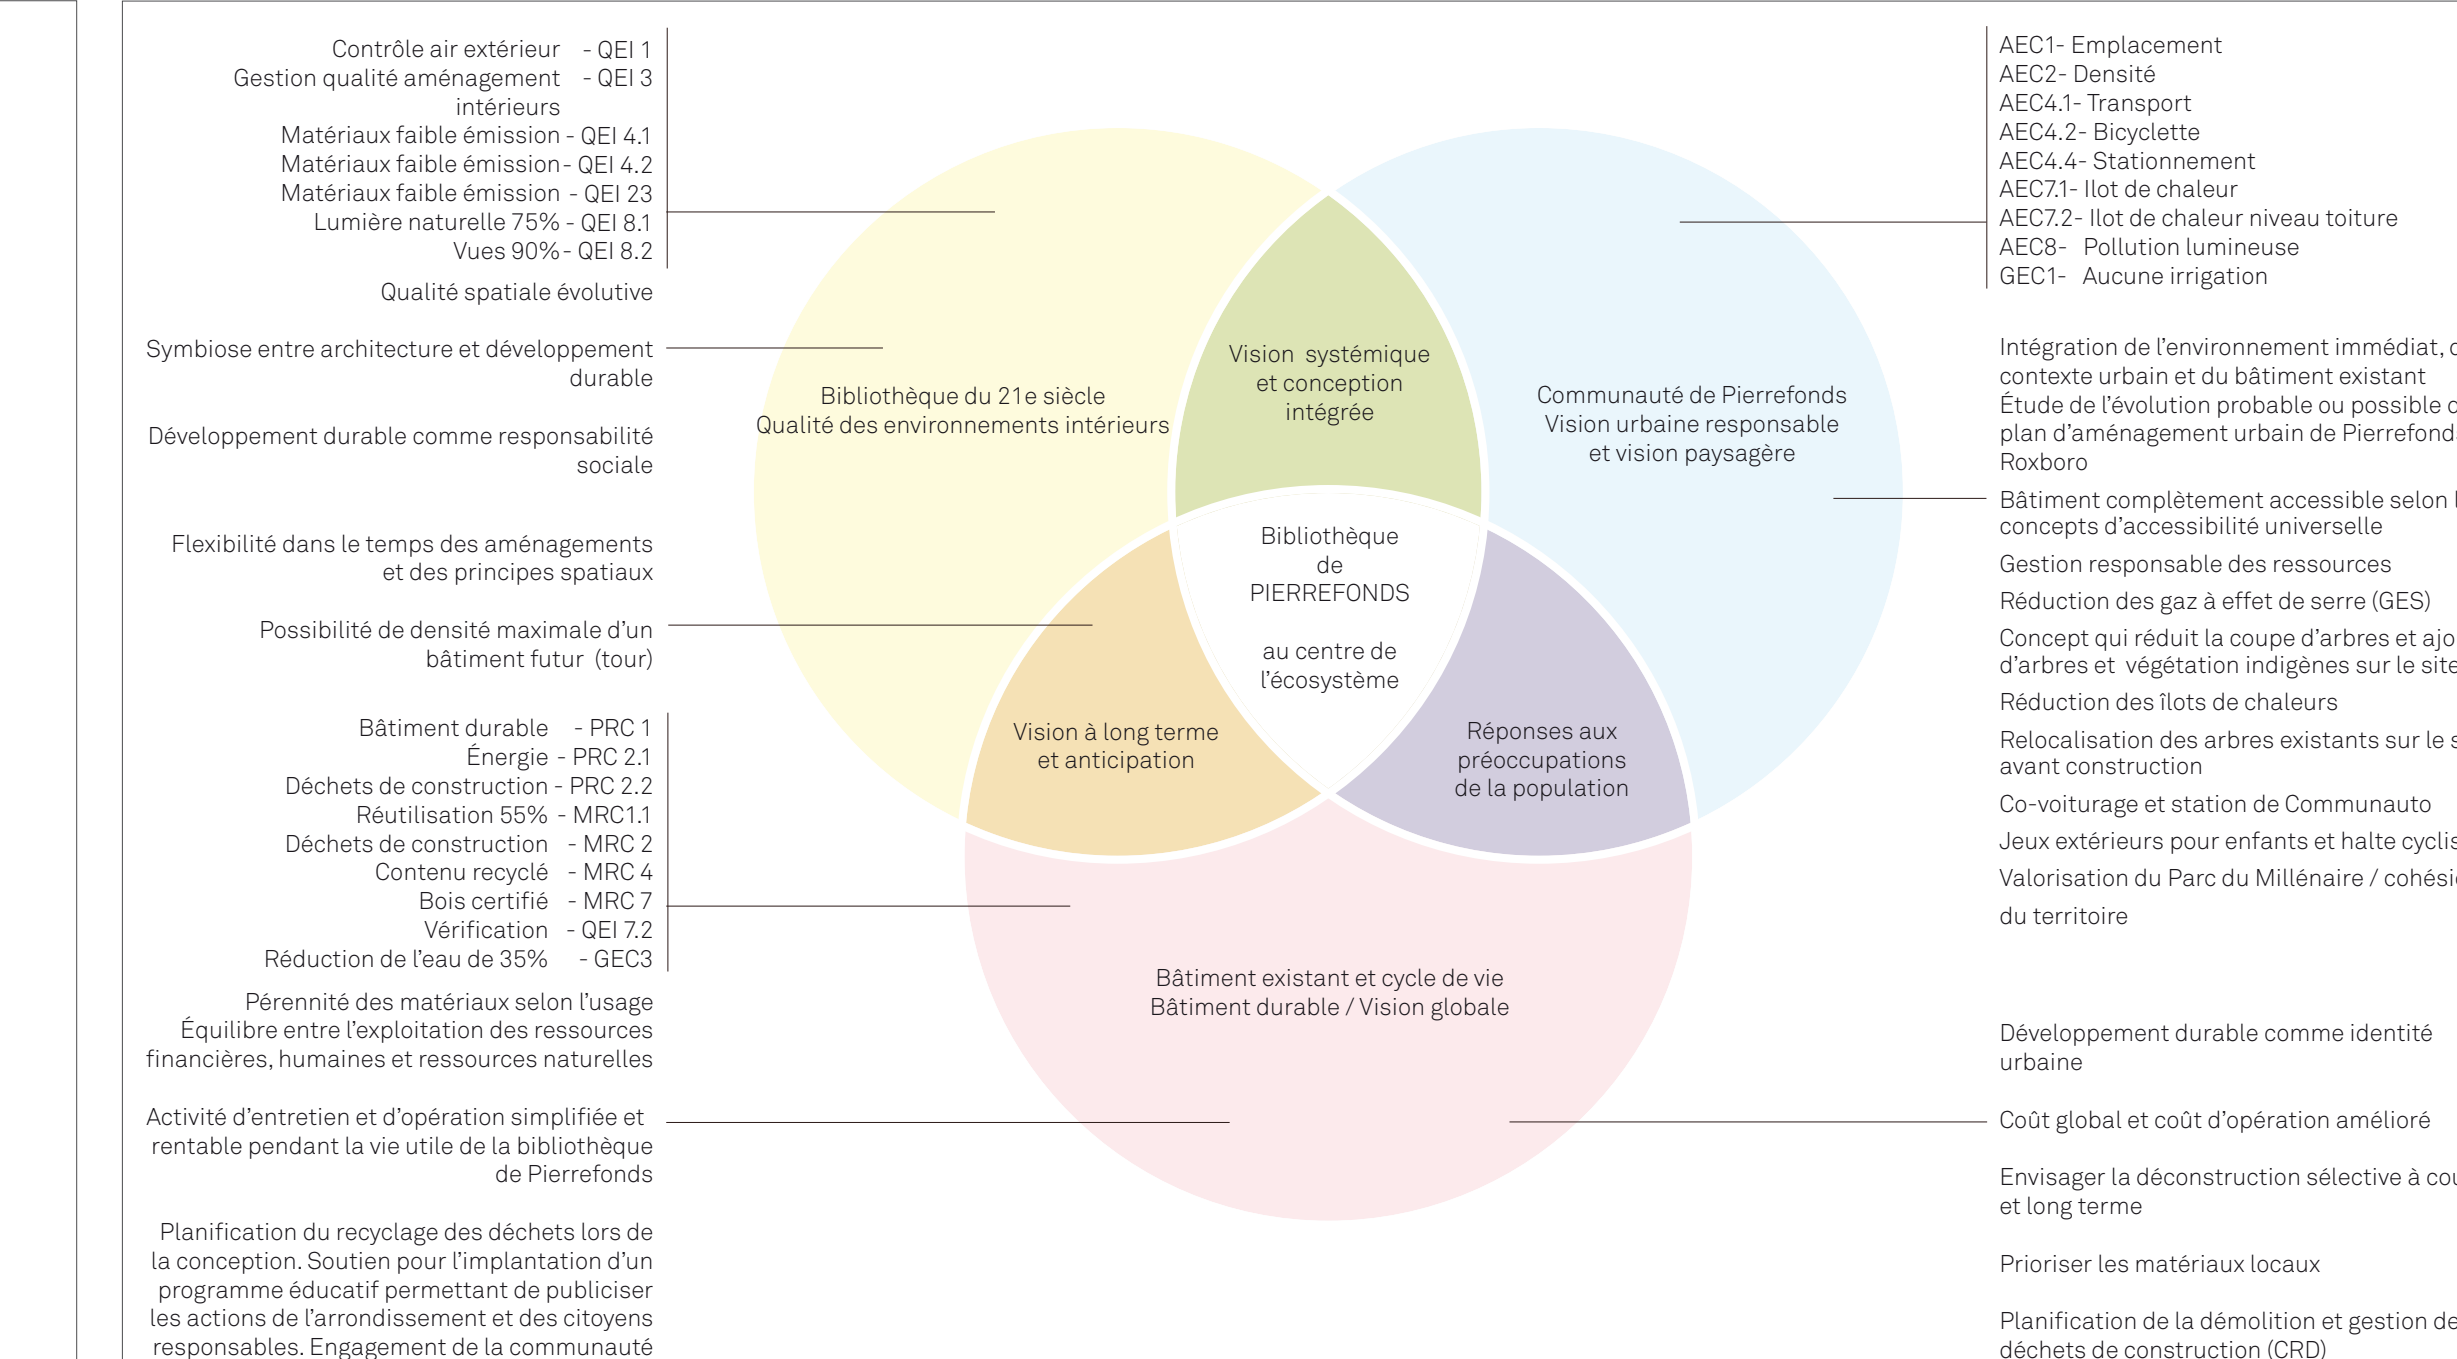 Contrôle air extérieur - QEI 1
Gestion qualité aménagement - QEI 3
intérieurs
Matériaux faible émission - QEI 4.1
Matériaux faible émission - QEI 4.2
Matériaux faible émission - QEI 23
Lumière naturelle 75% - QEI 8.1
Vues 90% - QEI 8.2
Qualité spatiale évolutive
Symbiose entre architecture et développement
durable
Développement durable comme responsabilité
sociale
Flexibilité dans le temps des aménagements
et des principes spatiaux
Possibilité de densité maximale d'un
bâtiment futur (tour)
Bâtiment durable - PRC 1
Énergie - PRC 2.1
Déchets de construction - PRC 2.2
Réutilisation 55% - MRC1.1
Déchets de construction - MRC 2
Contenu recyclé - MRC 4
Bois certifié - MRC 7
Vérification - QEI 7.2
Réduction de l'eau de 35% - GEC3
Pérennité des matériaux selon l'usage
Équilibre entre l'exploitation des ressources
financières, humaines et ressources naturelles
Activité d'entretien et d'opération simplifiée et
rentable pendant la vie utile de la bibliothèque
de Pierrefonds
Planification du recyclage des déchets lors de
la conception. Soutien pour l'implantation d'un
programme éducatif permettant de publiciser
les actions de l'arrondissement et des citoyens
responsables. Engagement de la communauté
Bibliothèque du 21e siècle
Qualité des environnements intérieurs
Vision systémique
et conception
intégrée
Communauté de Pierrefonds
Vision urbaine responsable
et vision paysagère
Bibliothèque
de
PIERREFONDS
au centre de
l'écosystème
Vision à long terme
et anticipation
Réponses aux
préoccupations
de la population
Bâtiment existant et cycle de vie
Bâtiment durable / Vision globale
AEC1- Emplacement
AEC2- Densité
AEC4.1- Transport
AEC4.2- Bicyclette
AEC4.4- Stationnement
AEC7.1- Ilot de chaleur
AEC7.2- Ilot de chaleur niveau toiture
AEC8- Pollution lumineuse
GEC1- Aucune irrigation
Intégration de l'environnement immédiat,
contexte urbain et du bâtiment existant
Étude de l'évolution probable ou possible
plan d'aménagement urbain de
Roxboro
Bâtiment complètement accessible selon
concepts d'accessibilité universelle
Gestion responsable des ressources
Réduction des gaz à effet de serre (GES)
Concept qui réduit la coupe d'arbres et
d'arbres et végétation indigènes sur le site
Réduction des îlots de chaleurs
Relocalisation des arbres existants sur le
avant construction
Co-voiturage et station de Communauto
Jeux extérieurs pour enfants et halte
Valorisation du Parc du Millénaire /
du territoire
Développement durable comme identité
urbaine
Coût global et coût d'opération amélioré
Envisager la déconstruction sélective à
et long terme
Prioriser les matériaux locaux
Planification de la démolition et gestion
déchets de construction (CRD)